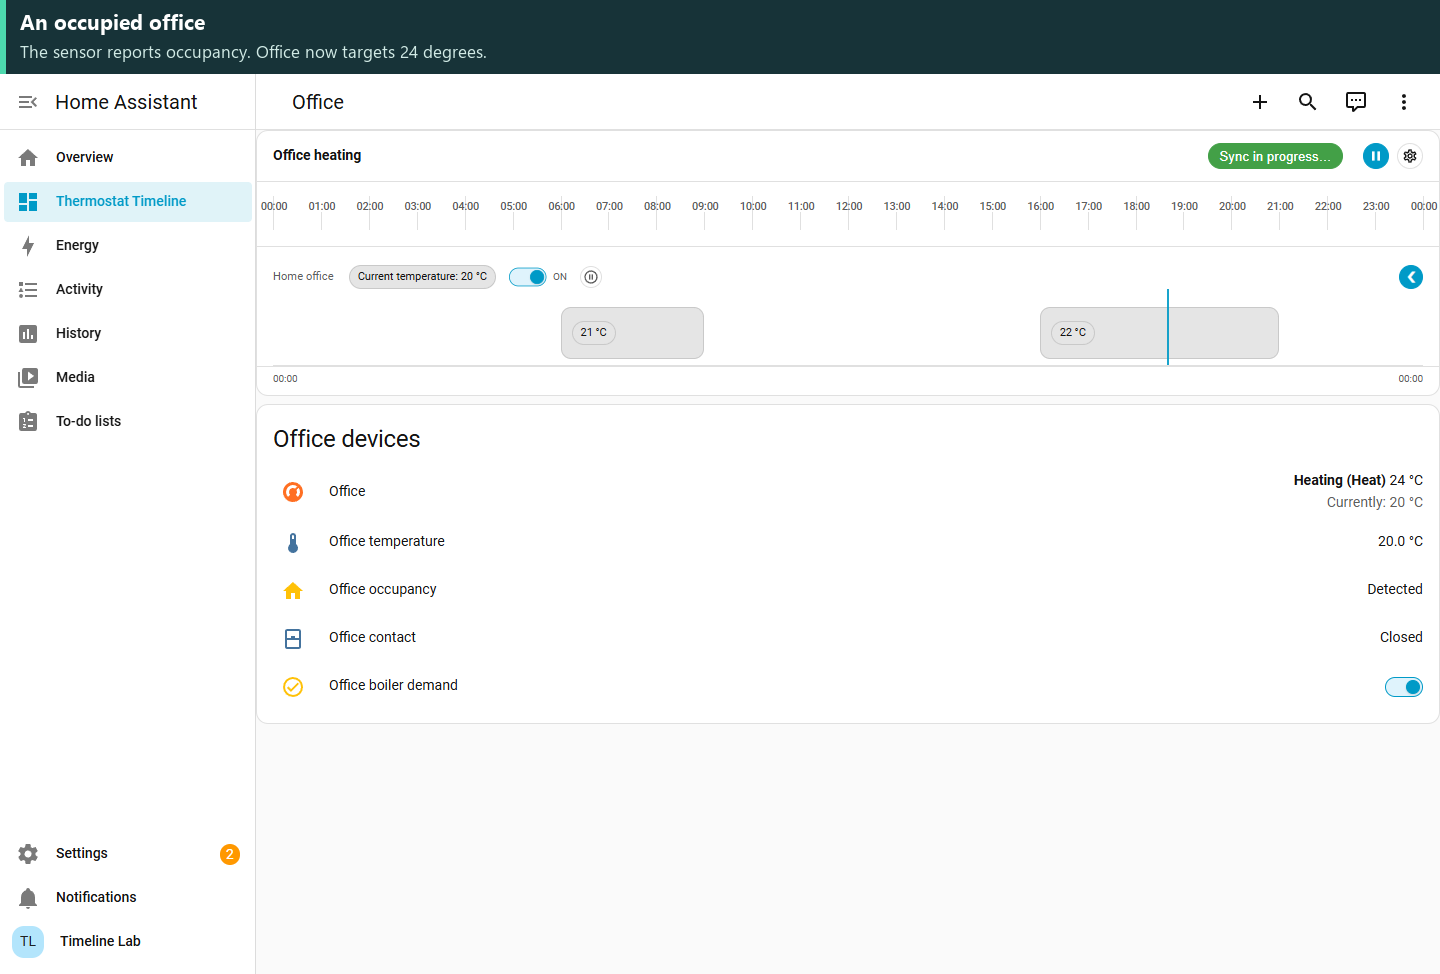 An occupied office
The sensor reports occupancy. Office now targets 24 degrees.
Home Assistant
Office
Overview
Thermostat Timeline
Energy
Activity
History
Media
To-do lists
Settings
2
Notifications
TL
Timeline Lab
Office heating
Sync in progress...
00:00 01:00 02:00 03:00 04:00 05:00 06:00 07:00 08:00 09:00 10:00 11:00 12:00 13:00 14:00 15:00 16:00 17:00 18:00 19:00 20:00 21:00 22:00 23:00 00:00
Home office
Current temperature: 20 °C
ON
21 °C
22 °C
00:00
00:00
Office devices
Office
Heating (Heat) 24 °C
Currently: 20 °C
Office temperature
20.0 °C
Office occupancy
Detected
Office contact
Closed
Office boiler demand